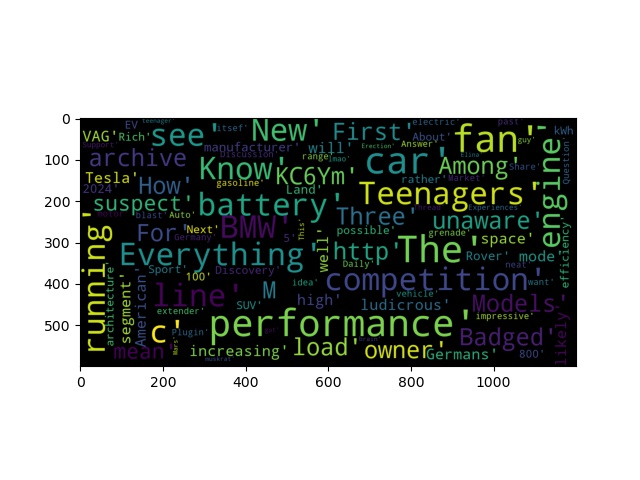 0
100
200
300
400
500
0 200 400 600 800 1000
EV teenager' itsef' New' First' electric' past' fan' guy' kWh
VAG' Rich' see' About' Answer'
archive manufacturer' will' car' Among' Share'
Discussion' range' lmao' Erection'
Tesla' How' Know' KC6Ym' rather' Market
gasoline' Land'
2024' suspect' battery' Teenagers' engine
Auto' Three' unaware' Experiences Question'
blast' BMw' grenade'
For' Next' This' possible' space'
Germany 5'
running' Everything' well' http' The' Rover' mode'
Daily' efficiency'
Sport' Discovery' neat'
100' M idea' competition' want'
architecture' segment' American' line' high' vehicle' Models'
SUV' ludicrous
extender' impressive'
c' Plugin' performance' Badged'
mean' increasing' load' owner' Germans' 800' likely'